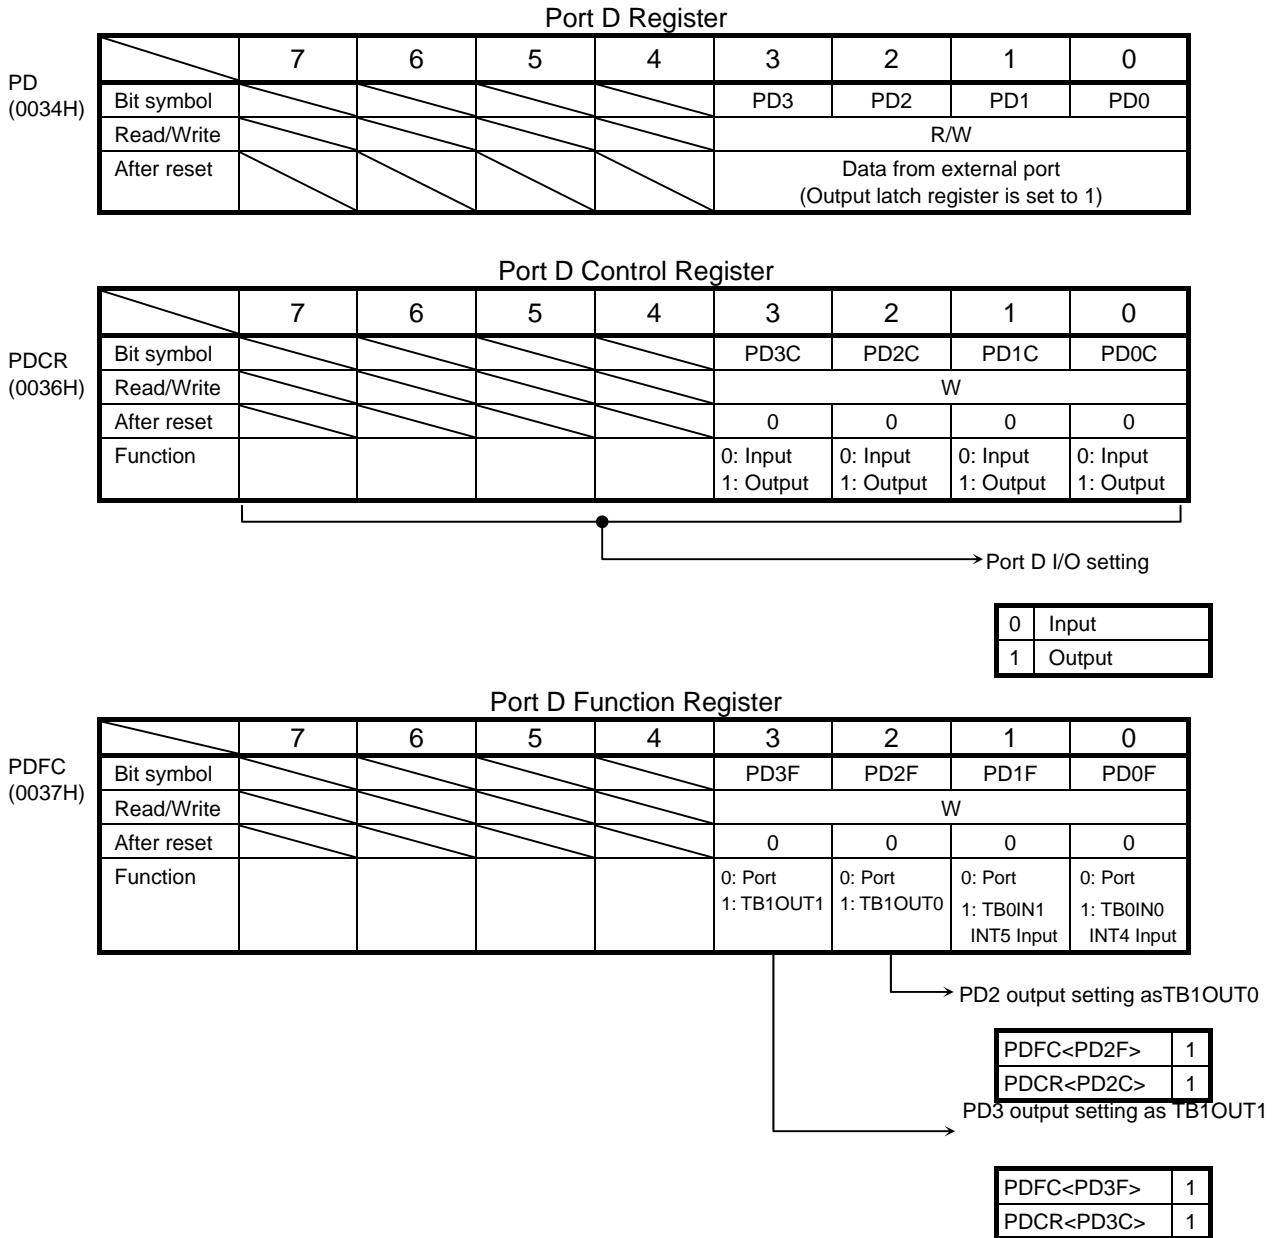 Port D Register
7 6 5 4 3 2 1 0
PD
(0034H)
Bit symbol PD3 PD2 PD1 PD0
Read/Write R/W
After reset Data from external port
(Output latch register is set to 1)
Port D Control Register
7 6 5 4 3 2 1 0
PDCR
(0036H)
Bit symbol PD3C PD2C PD1C PD0C
Read/Write W
After reset 0 0 0 0
Function 0: Input 0: Input 0: Input 0: Input
1: Output 1: Output 1: Output 1: Output
Port D I/O setting
0 Input
1 Output
Port D Function Register
7 6 5 4 3 2 1 0
PDFC
(0037H)
Bit symbol PD3F PD2F PD1F PD0F
Read/Write W
After reset 0 0 0 0
Function 0: Port 0: Port 0: Port 0: Port
1: TB1OUT1 1: TB1OUT0 1: TB0IN1 1: TB0IN0
INT5 Input INT4 Input
PD2 output setting asTB1OUT0
PDFC<PD2F> 1
PDCR<PD2C> 1
PD3 output setting as TB1OUT1
PDFC<PD3F> 1
PDCR<PD3C> 1